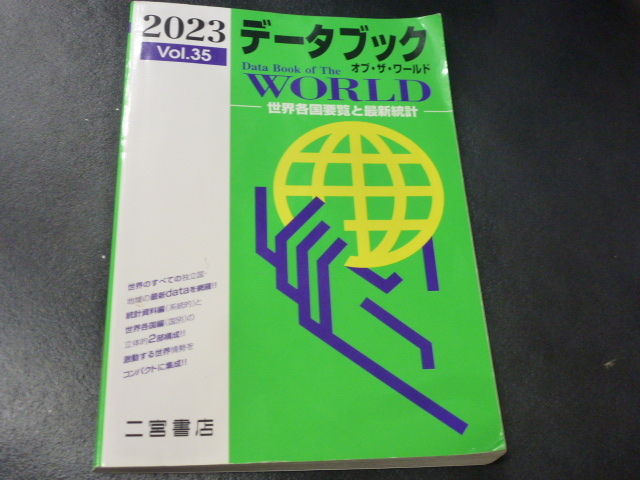 2023
Vol.35
データブック
オブ・ザ・ワールド
Data Book of The
WORLD
世界各国要覧と最新統計
世界のすべての独立国・
地域の最新dataを網羅!!
統計資料編(系統的)と
世界各国編(国別)の
立体的2部構成!!
激動する世界情勢を
コンパクトに集成!!
二宮書店